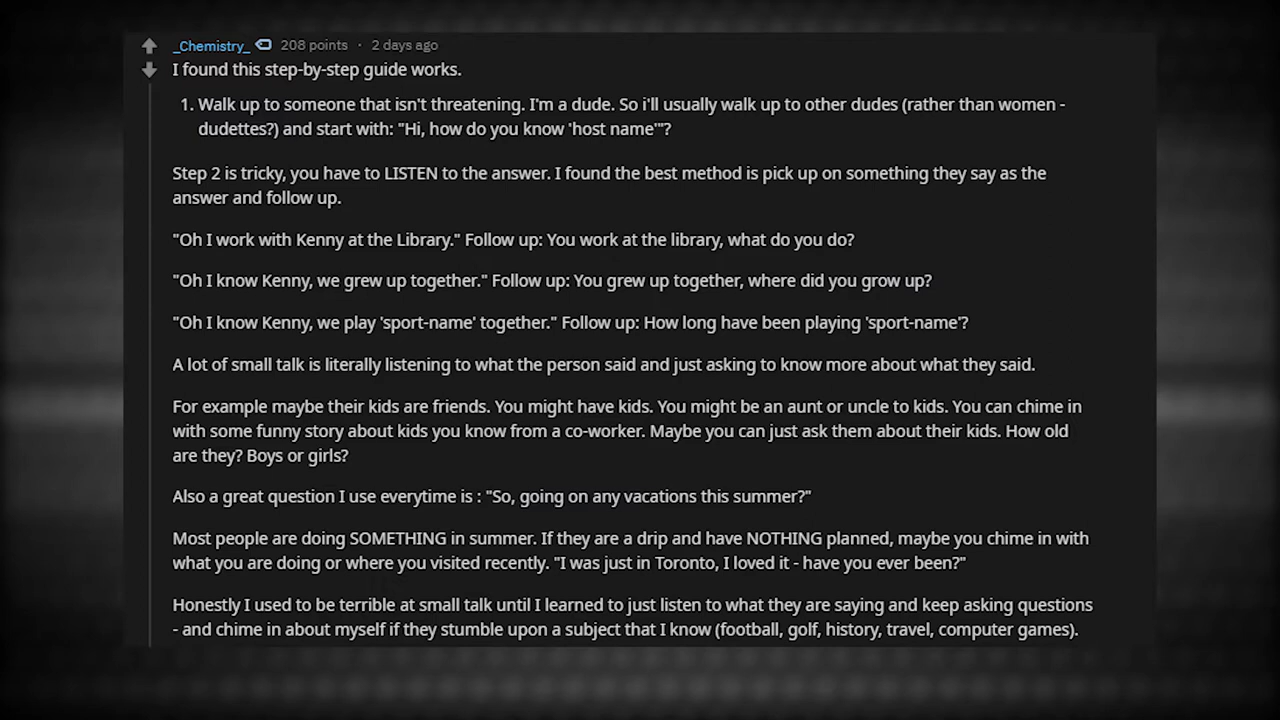 _Chemistry_ 208 points · 2 days ago
I found this step-by-step guide works.
1. Walk up to someone that isn't threatening. I'm a dude. So i'll usually walk up to other dudes (rather than women -
dudettes?) and start with: "Hi, how do you know 'host name'"?
Step 2 is tricky, you have to LISTEN to the answer. I found the best method is pick up on something they say as the
answer and follow up.
"Oh I work with Kenny at the Library." Follow up: You work at the library, what do you do?
"Oh I know Kenny, we grew up together." Follow up: You grew up together, where did you grow up?
"Oh I know Kenny, we play 'sport-name' together." Follow up: How long have been playing 'sport-name'?
A lot of small talk is literally listening to what the person said and just asking to know more about what they said.
For example maybe their kids are friends. You might have kids. You might be an aunt or uncle to kids. You can chime in
with some funny story about kids you know from a co-worker. Maybe you can just ask them about their kids. How old
are they? Boys or girls?
Also a great question I use everytime is : "So, going on any vacations this summer?"
Most people are doing SOMETHING in summer. If they are a drip and have NOTHING planned, maybe you chime in with
what you are doing or where you visited recently. "I was just in Toronto, I loved it - have you ever been?"
Honestly I used to be terrible at small talk until I learned to just listen to what they are saying and keep asking questions
- and chime in about myself if they stumble upon a subject that I know (football, golf, history, travel, computer games).